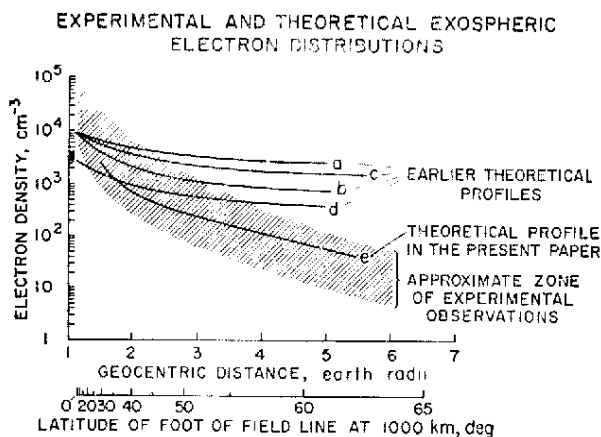 EXPERIMENTAL AND THEORETICAL EXOSPHERIC
ELECTRON DISTRIBUTIONS
ELECTRON DENSITY, cm⁻³
10⁵
10⁴
10³
10²
10
1
a
c
b
d
e
EARLIER THEORETICAL
PROFILES
THEORETICAL PROFILE
IN THE PRESENT PAPER
APPROXIMATE ZONE
OF EXPERIMENTAL
OBSERVATIONS
1 2 3 4 5 6 7
GEOCENTRIC DISTANCE, earth radii
0 20 30 40 50 60 65
LATITUDE OF FOOT OF FIELD LINE AT 1000 km, deg